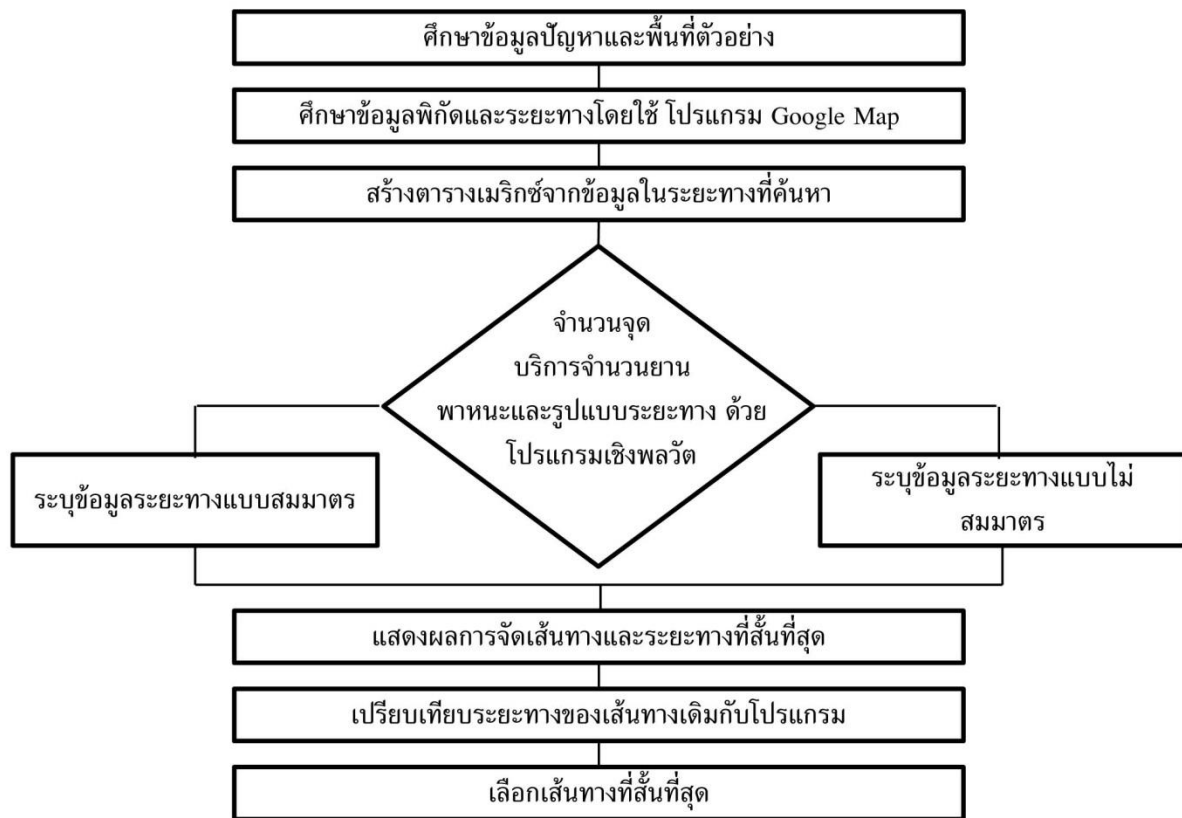 ศึกษาข้อมูลปัญหาและพื้นที่ตัวอย่าง
ศึกษาข้อมูลพิกัดและระยะทางโดยใช้ โปรแกรม Google Map
สร้างตารางเมริกซ์จากข้อมูลในระยะทางที่ค้นหา
จำนวนจุด
บริการจำนวนยาน
พาหนะและรูปแบบระยะทาง ด้วย
โปรแกรมเชิงพลวัต
ระบุข้อมูลระยะทางแบบสมมาตร
ระบุข้อมูลระยะทางแบบไม่
สมมาตร
แสดงผลการจัดเส้นทางและระยะทางที่สั้นที่สุด
เปรียบเทียบระยะทางของเส้นทางเดิมกับโปรแกรม
เลือกเส้นทางที่สั้นที่สุด